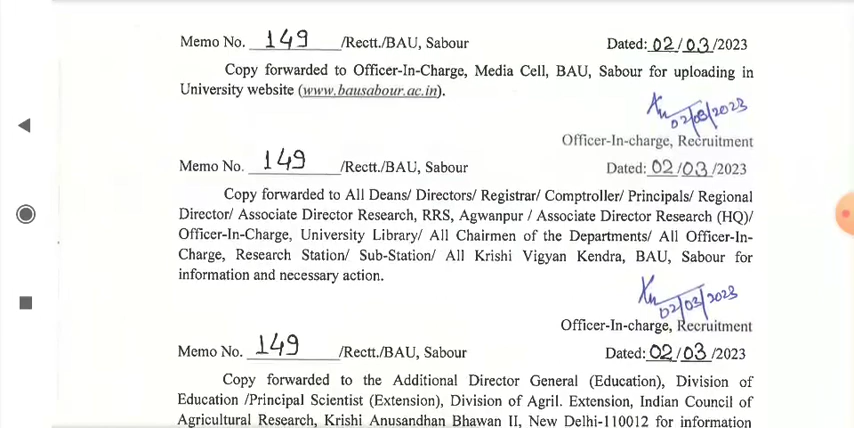 Memo No. 149 /Rectt./BAU, Sabour Dated: 02/03/2023
Copy forwarded to Officer-In-Charge, Media Cell, BAU, Sabour for uploading in
University website (www.bausabour.ac.in).
02/03/2023
Officer-In-charge, Recruitment
Memo No. 149 /Rectt./BAU, Sabour Dated: 02/03/2023
Copy forwarded to All Deans/ Directors/ Registrar/ Comptroller/ Principals/ Regional
Director/ Associate Director Research, RRS, Agwanpur / Associate Director Research (HQ)/
Officer-In-Charge, University Library/ All Chairmen of the Departments/ All Officer-In-
Charge, Research Station/ Sub-Station/ All Krishi Vigyan Kendra, BAU, Sabour for
information and necessary action.
02/03/2023
Officer-In-charge, Recruitment
Memo No. 149 /Rectt./BAU, Sabour Dated: 02/03/2023
Copy forwarded to the Additional Director General (Education), Division of
Education /Principal Scientist (Extension), Division of Agril. Extension, Indian Council of
Agricultural Research, Krishi Anusandhan Bhawan II, New Delhi-110012 for information